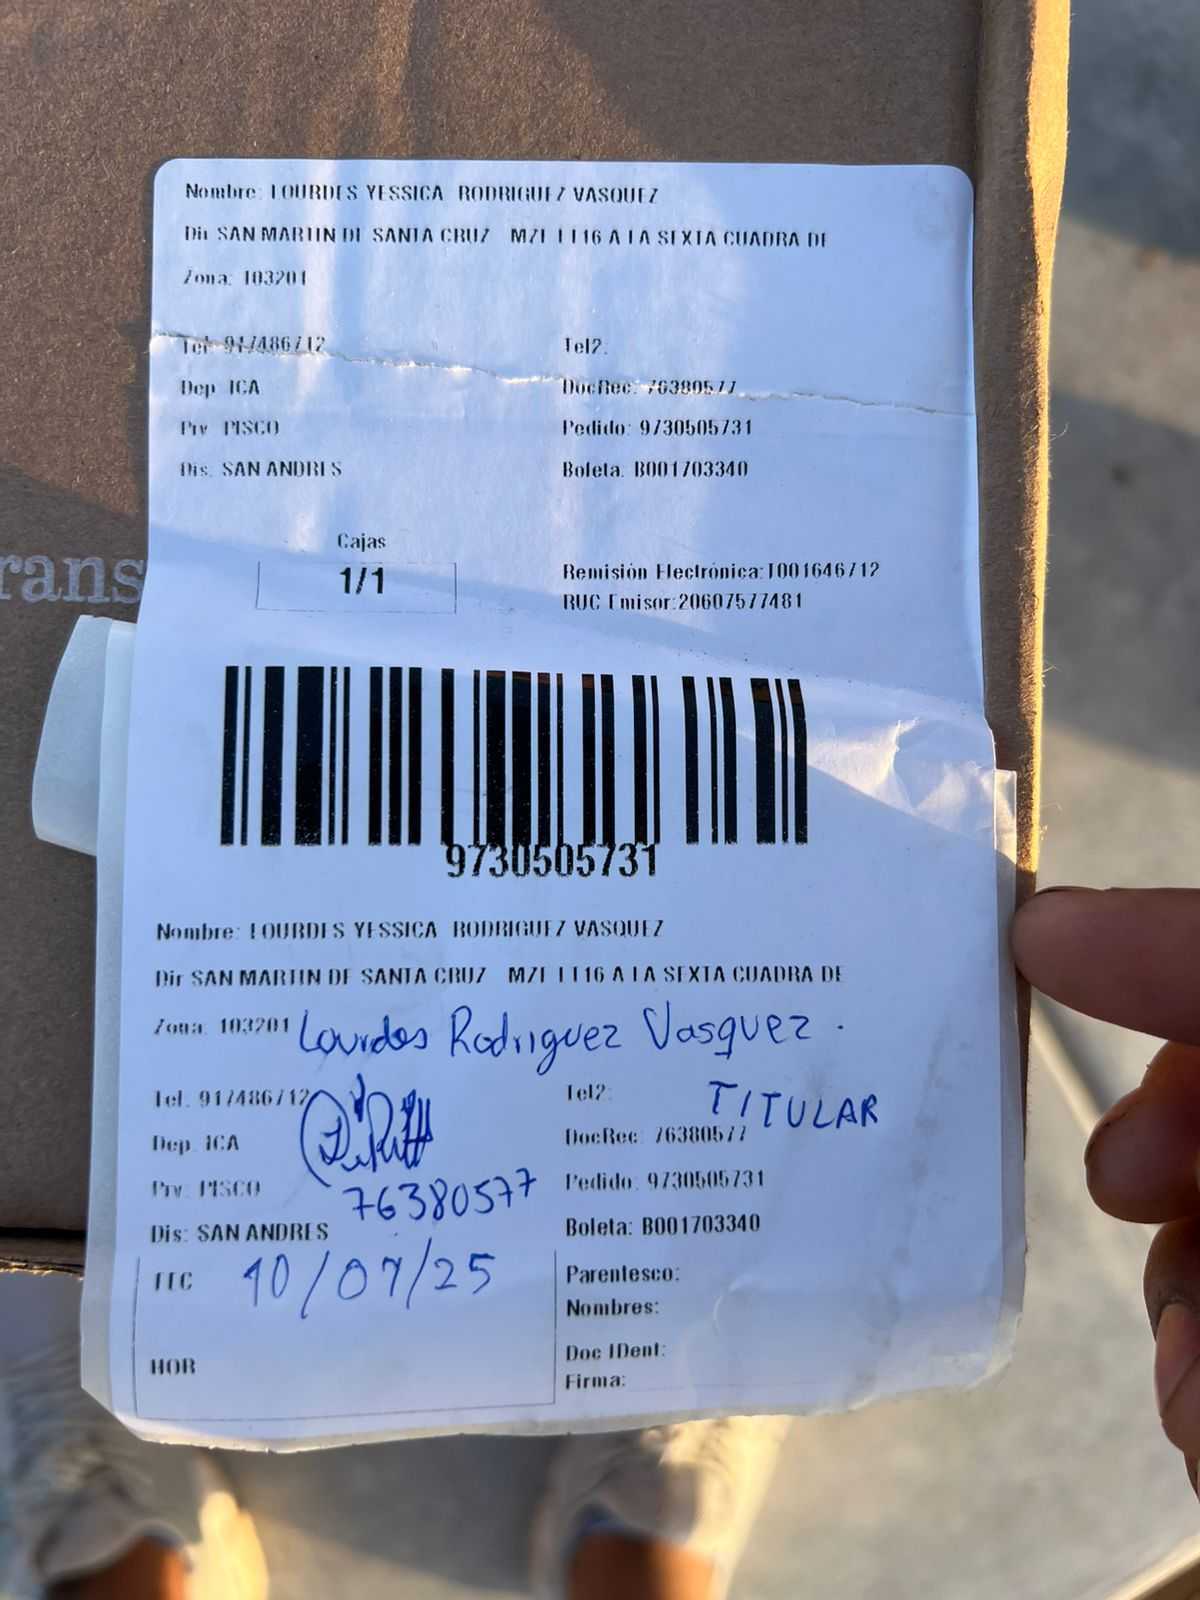 Nombre: LOURDES YESSICA RODRIGUEZ VASQUEZ
Dir SAN MARTIN DE SANTA CRUZ MZE LT16 A LA SEXTA CUADRA DE
Zona: 103201
Tel: 917486712 Tel2:
Dep ICA DocRec: 76380577
Prv PISCO Pedido: 9730505731
Dis: SAN ANDRES Boleta: B001703340
Cajas
1/1
Remisión Electrónica:T001646712
RUC Emisor:20607577481
rans
9730505731
Nombre: LOURDES YESSICA RODRIGUEZ VASQUEZ
Dir SAN MARTIN DE SANTA CRUZ MZE LT16 A LA SEXTA CUADRA DE
Zona: 103201 Lourdes Rodriguez Vasquez.
Tel: 917486712 Tel2: TITULAR
Dep ICA DocRec: 76380577
Prv PISCO 76380577 Pedido: 9730505731
Dis: SAN ANDRES Boleta: B001703340
FEC 10/07/25 Parentesco:
Nombres:
HOR Doc IDent:
Firma: